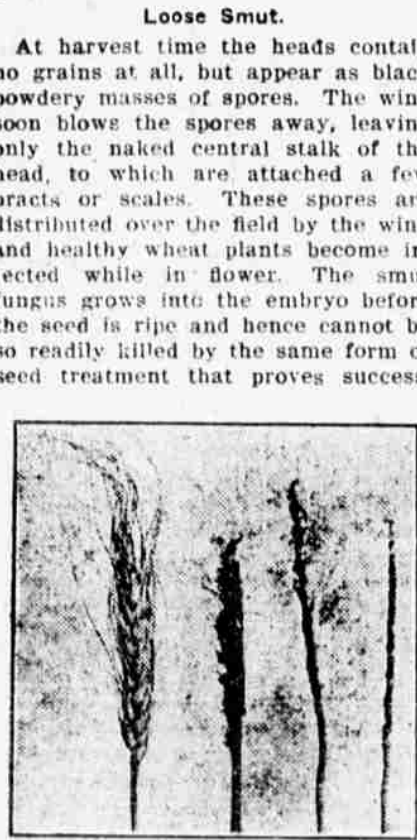 Loose Smut.
At harvest time the heads contai
no grains at all, but appear as blac
powdery masses of spores. The win
soon blows the spores away, leavin
only the naked central stalk of th
head, to which are attached a few
bracts or scales. These spores ar
distributed over the field by the win
and healthy wheat plants become in
fected while in flower. The smu
fungus grows into the embryo befor
the seed is ripe and hence cannot b
so readily killed by the same form o
seed treatment that proves success